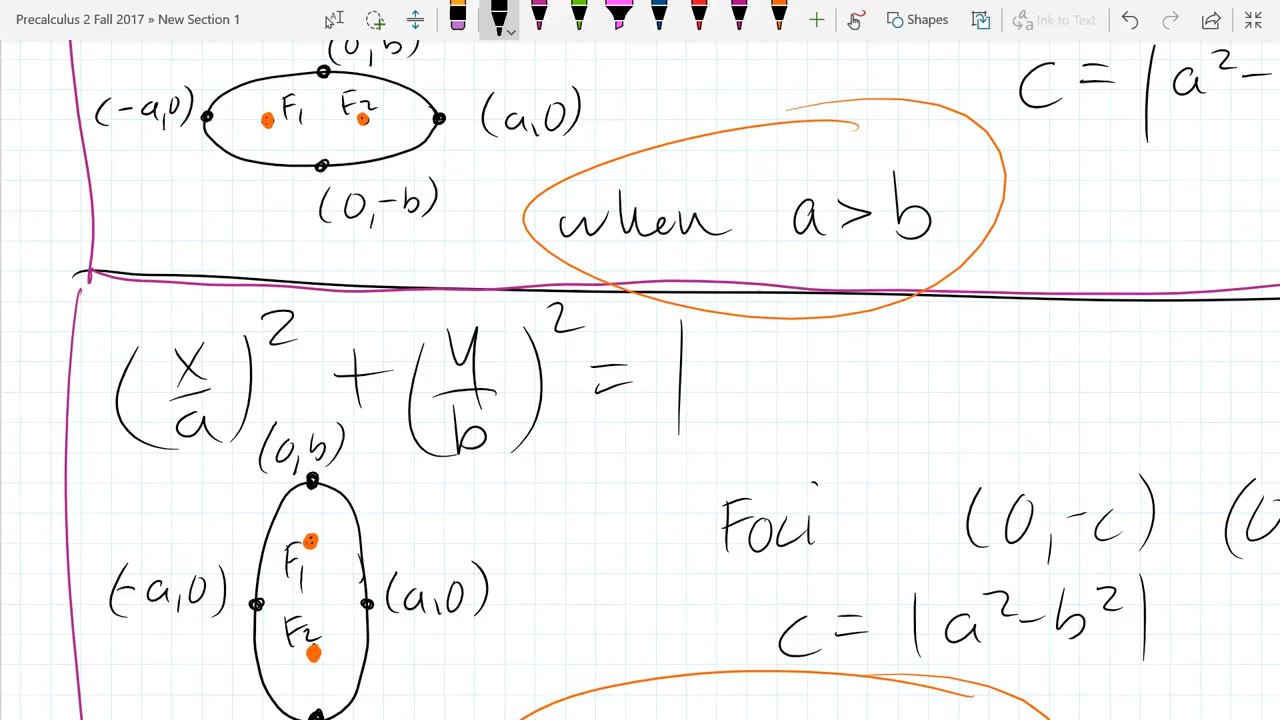 Precalculus 2 Fall 2017 » New Section 1
Shapes
Ink to Text
(0, b)
(-a,0)
F1
F2
(a,0)
(0,-b)
c = |a²-
when a > b
(x/a)² + (y/b)² = 1
(0,b)
F1
(-a,0)
(a,0)
F2
Foci (0,-c) (0
c = |a²-b²|